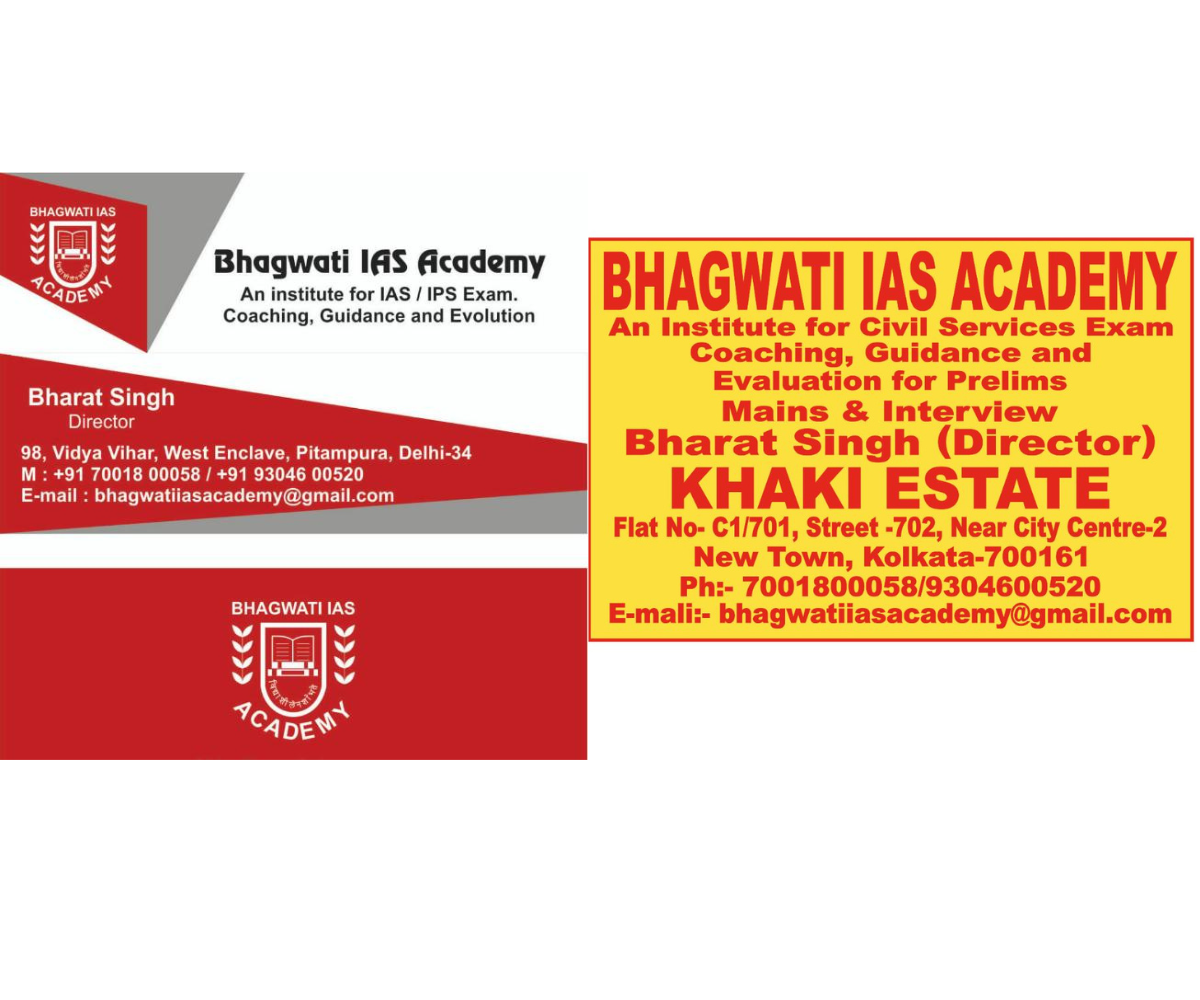 BHAGWATI IAS
ACADEMY
Bhagwati IAS Academy
An institute for IAS / IPS Exam.
Coaching, Guidance and Evolution
Bharat Singh
Director
98, Vidya Vihar, West Enclave, Pitampura, Delhi-34
M : +91 70018 00058 / +91 93046 00520
E-mail : bhagwatiiasacademy@gmail.com
BHAGWATI IAS
ACADEMY
BHAGWATI IAS ACADEMY
An Institute for Civil Services Exam
Coaching, Guidance and
Evaluation for Prelims
Mains & Interview
Bharat Singh (Director)
KHAKI ESTATE
Flat No- C1/701, Street -702, Near City Centre-2
New Town, Kolkata-700161
Ph:- 7001800058/9304600520
E-mali:- bhagwatiiasacademy@gmail.com